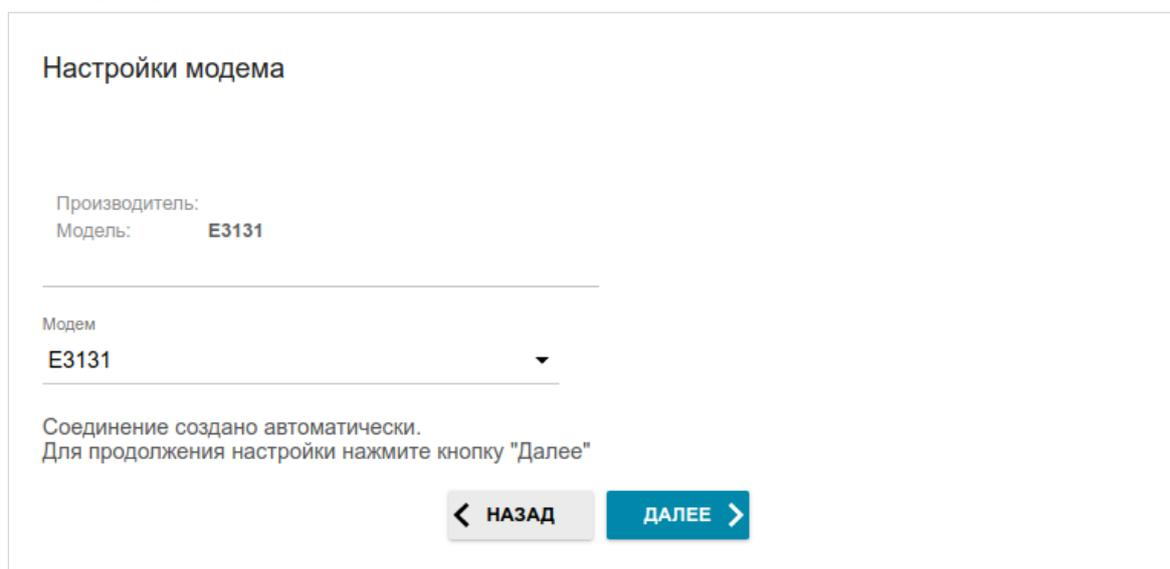 Настройки модема
Производитель:
Модель: E3131
Модем
E3131
Соединение создано автоматически.
Для продолжения настройки нажмите кнопку "Далее"
НАЗАД
ДАЛЕЕ